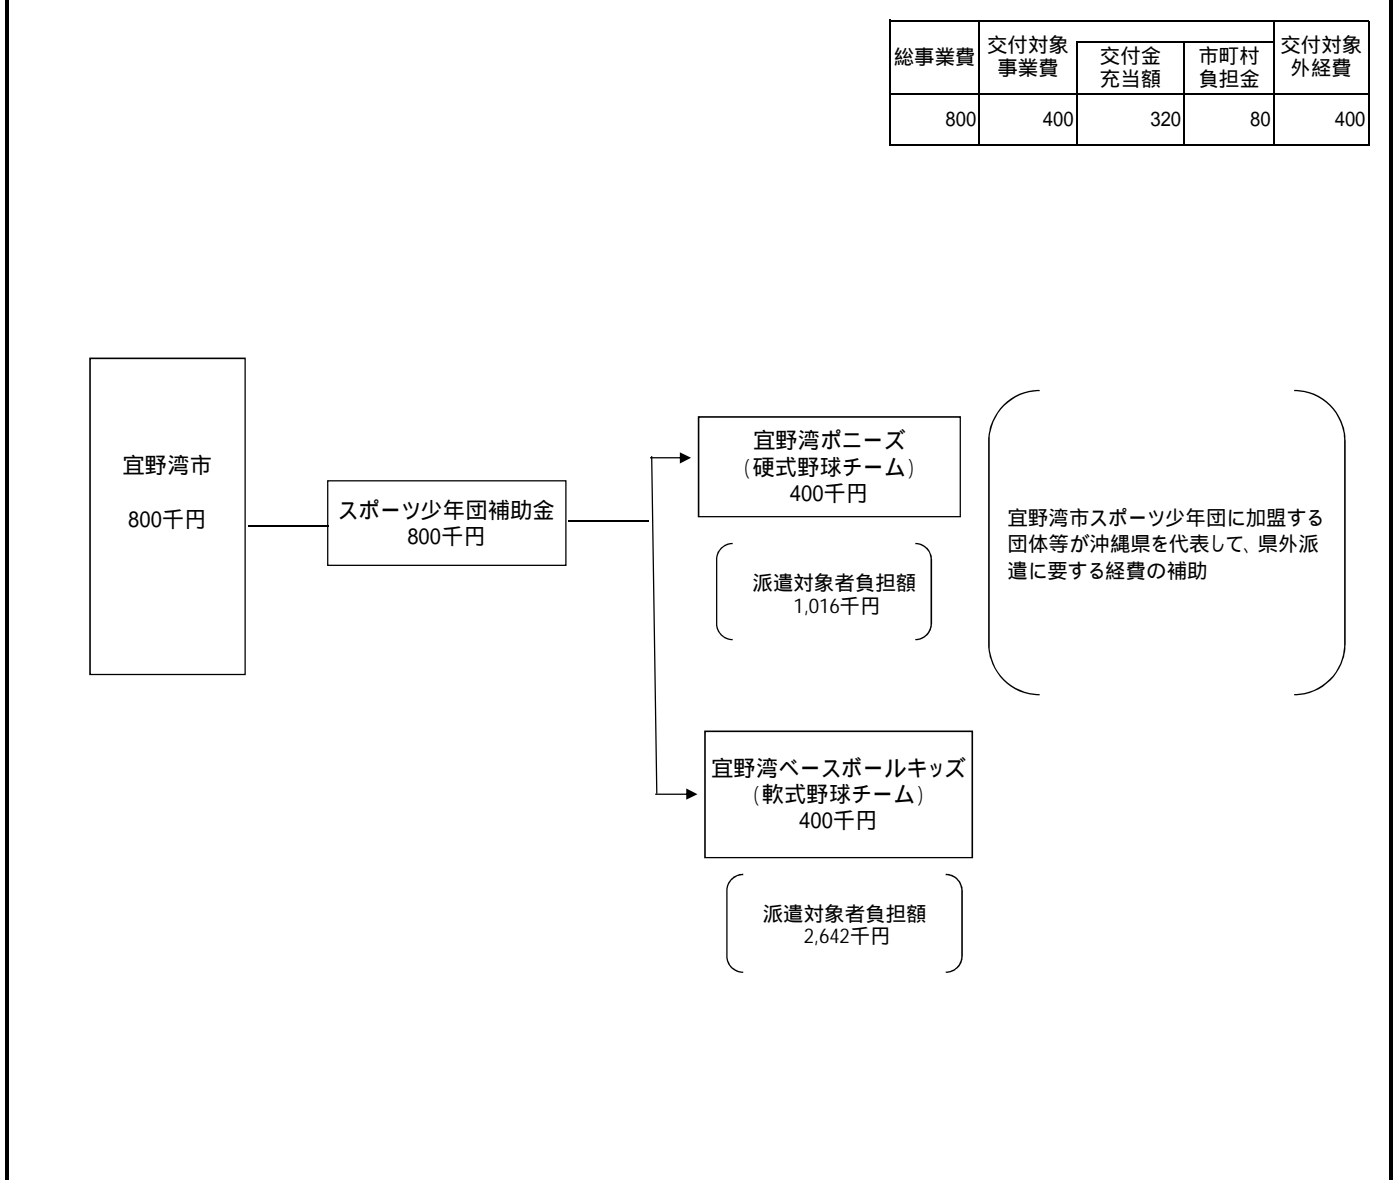 総事業費
交付対象
事業費
交付金
充当額
市町村
負担金
交付対象
外経費
800
400
320
80
400
宜野湾市
800千円
スポーツ少年団補助金
800千円
宜野湾ポニーズ
(硬式野球チーム)
400千円
派遣対象者負担額
1,016千円
宜野湾市スポーツ少年団に加盟する
団体等が沖縄県を代表して、県外派
遣に要する経費の補助
宜野湾ベースボールキッズ
(軟式野球チーム)
400千円
派遣対象者負担額
2,642千円